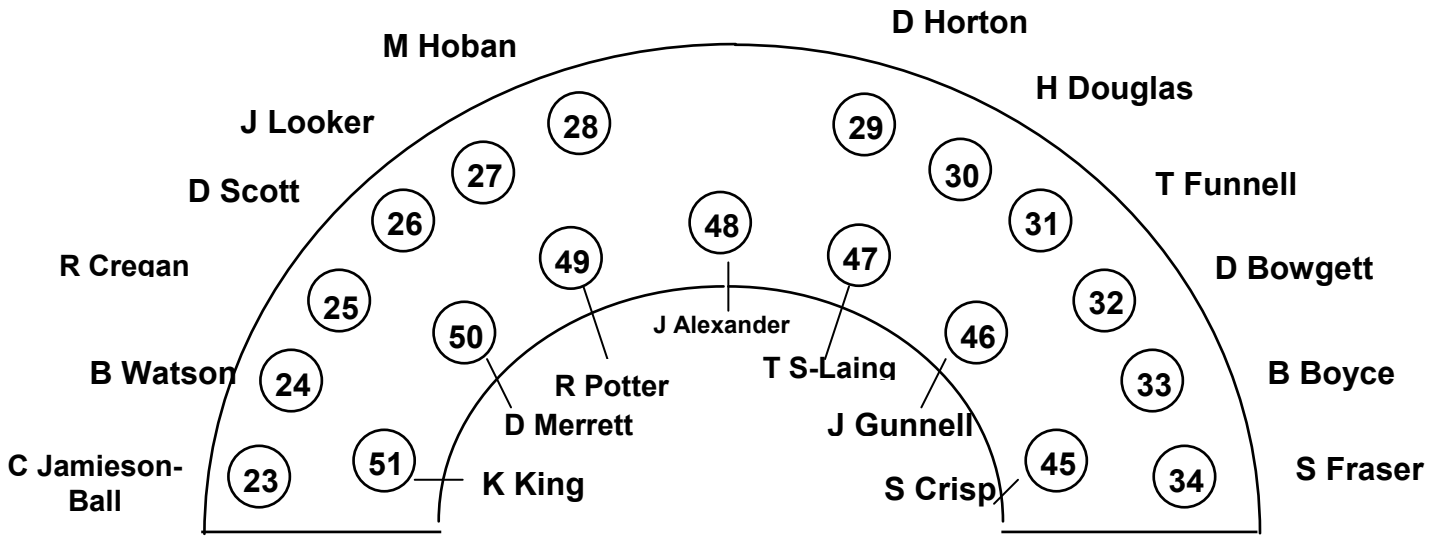 D Horton
M Hoban
H Douglas
J Looker
28
29
27
30
T Funnell
D Scott
26
48
31
49
47
R Cregan
D Bowgett
25
32
50
J Alexander
46
T S-Laing
B Watson
24
R Potter
33
B Boyce
D Merrett
J Gunnell
C Jamieson-
Ball
23
51
K King
S Crisp
45
34
S Fraser